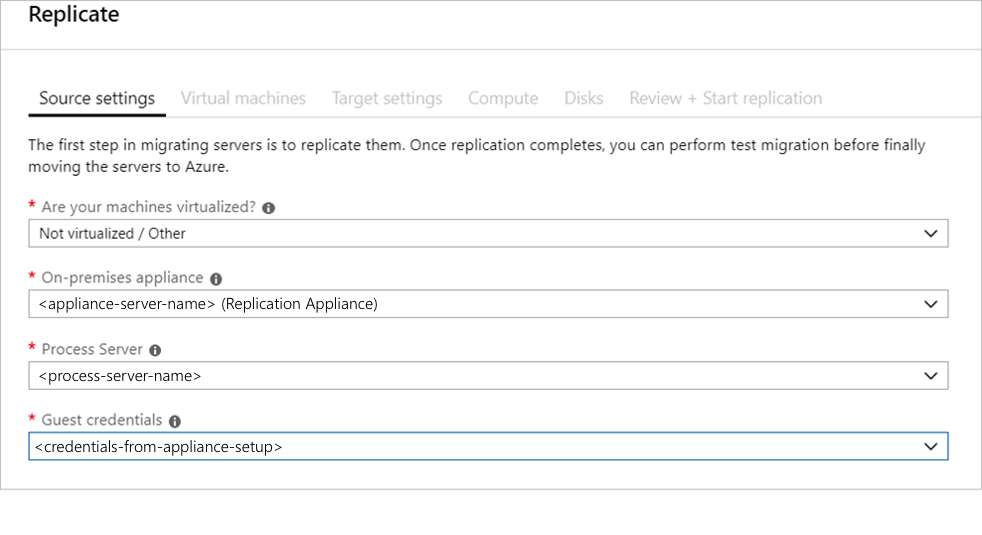 Replicate
Source settings Virtual machines Target settings Compute Disks Review + Start replication
The first step in migrating servers is to replicate them. Once replication completes, you can perform test migration before finally
moving the servers to Azure.
* Are your machines virtualized?
Not virtualized / Other
* On-premises appliance
<appliance-server-name> (Replication Appliance)
* Process Server
<process-server-name>
* Guest credentials
<credentials-from-appliance-setup>